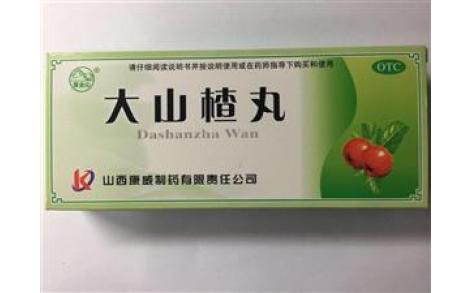 请仔细阅读说明书并按说明使用或在药师指导下购买和使用
OTC
大山楂丸
Dashanzha Wan
山西康威制药有限责任公司